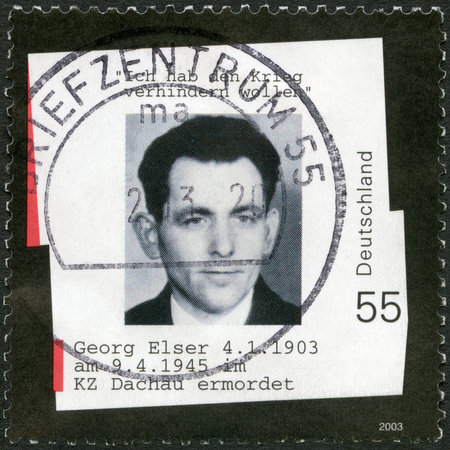 "Ich hab den Krieg
verhindern wollen"
BRIEFZENTRUM 55
ma
Deutschland
55
Georg Elser 4.1.1903
am 9.4.1945 im
KZ Dachau ermordet
2003